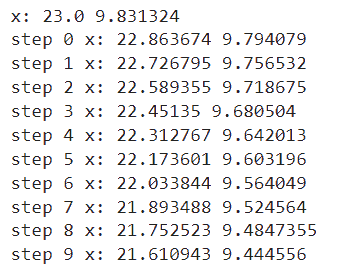 x: 23.0 9.831324
step 0 x: 22.863674 9.794079
step 1 x: 22.726795 9.756532
step 2 x: 22.589355 9.718675
step 3 x: 22.45135 9.680504
step 4 x: 22.312767 9.642013
step 5 x: 22.173601 9.603196
step 6 x: 22.033844 9.564049
step 7 x: 21.893488 9.524564
step 8 x: 21.752523 9.4847355
step 9 x: 21.610943 9.444556